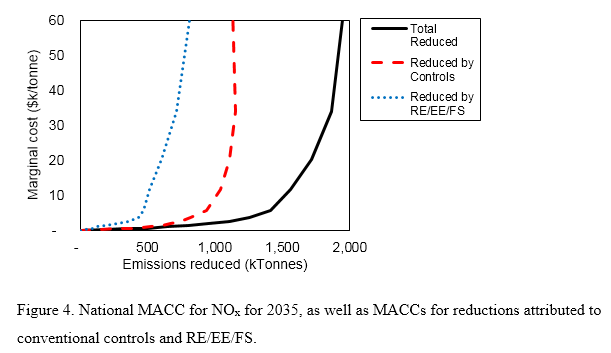 60
50
40
30
20
10
-
Marginal cost ($k/tonne)
- 500 1,000 1,500 2,000
Emissions reduced (kTonnes)
Total
Reduced
Reduced by
Controls
Reduced by
RE/EE/FS
Figure 4. National MACC for NOₓ for 2035, as well as MACCs for reductions attributed to
conventional controls and RE/EE/FS.